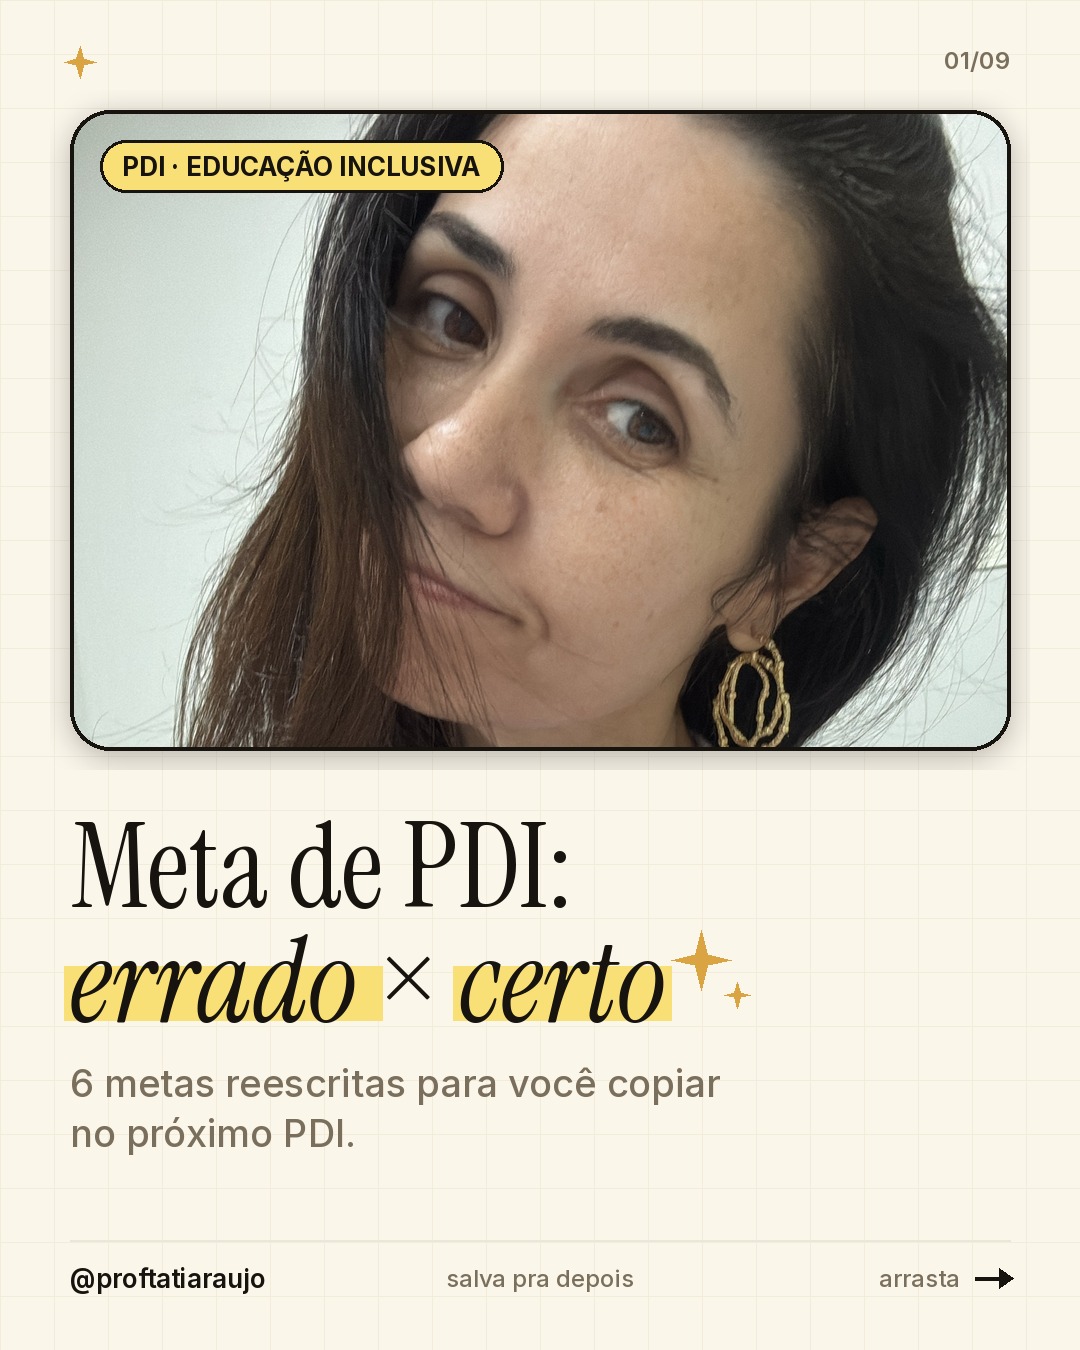 01/09
PDI · EDUCAÇÃO INCLUSIVA
Meta de PDI:
errado × certo
6 metas reescritas para você copiar
no próximo PDI.
@proftatiaraujo salva pra depois arrasta →